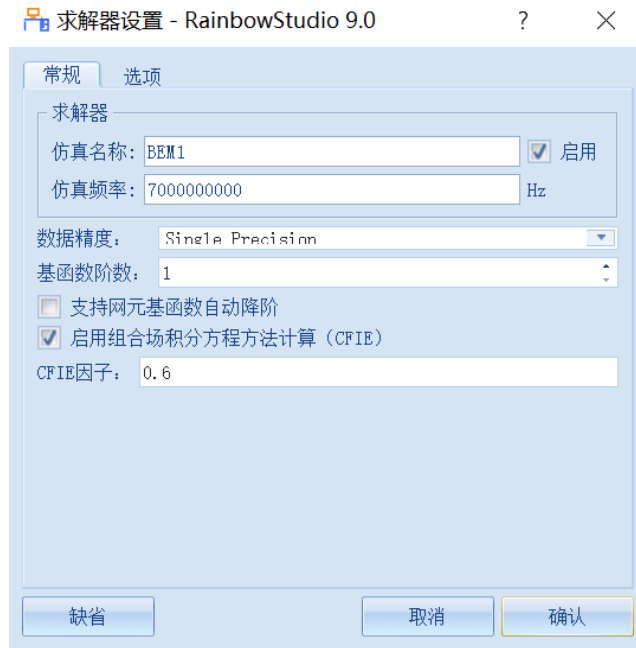 求解器设置 - RainbowStudio 9.0 ?
常规 选项
求解器
仿真名称: BEM1 启用
仿真频率: 7000000000 Hz
数据精度: Single Precision
基函数阶数: 1
支持网元基函数自动降阶
启用组合场积分方程方法计算 (CFIE)
CFIE因子: 0.6
缺省 取消 确认